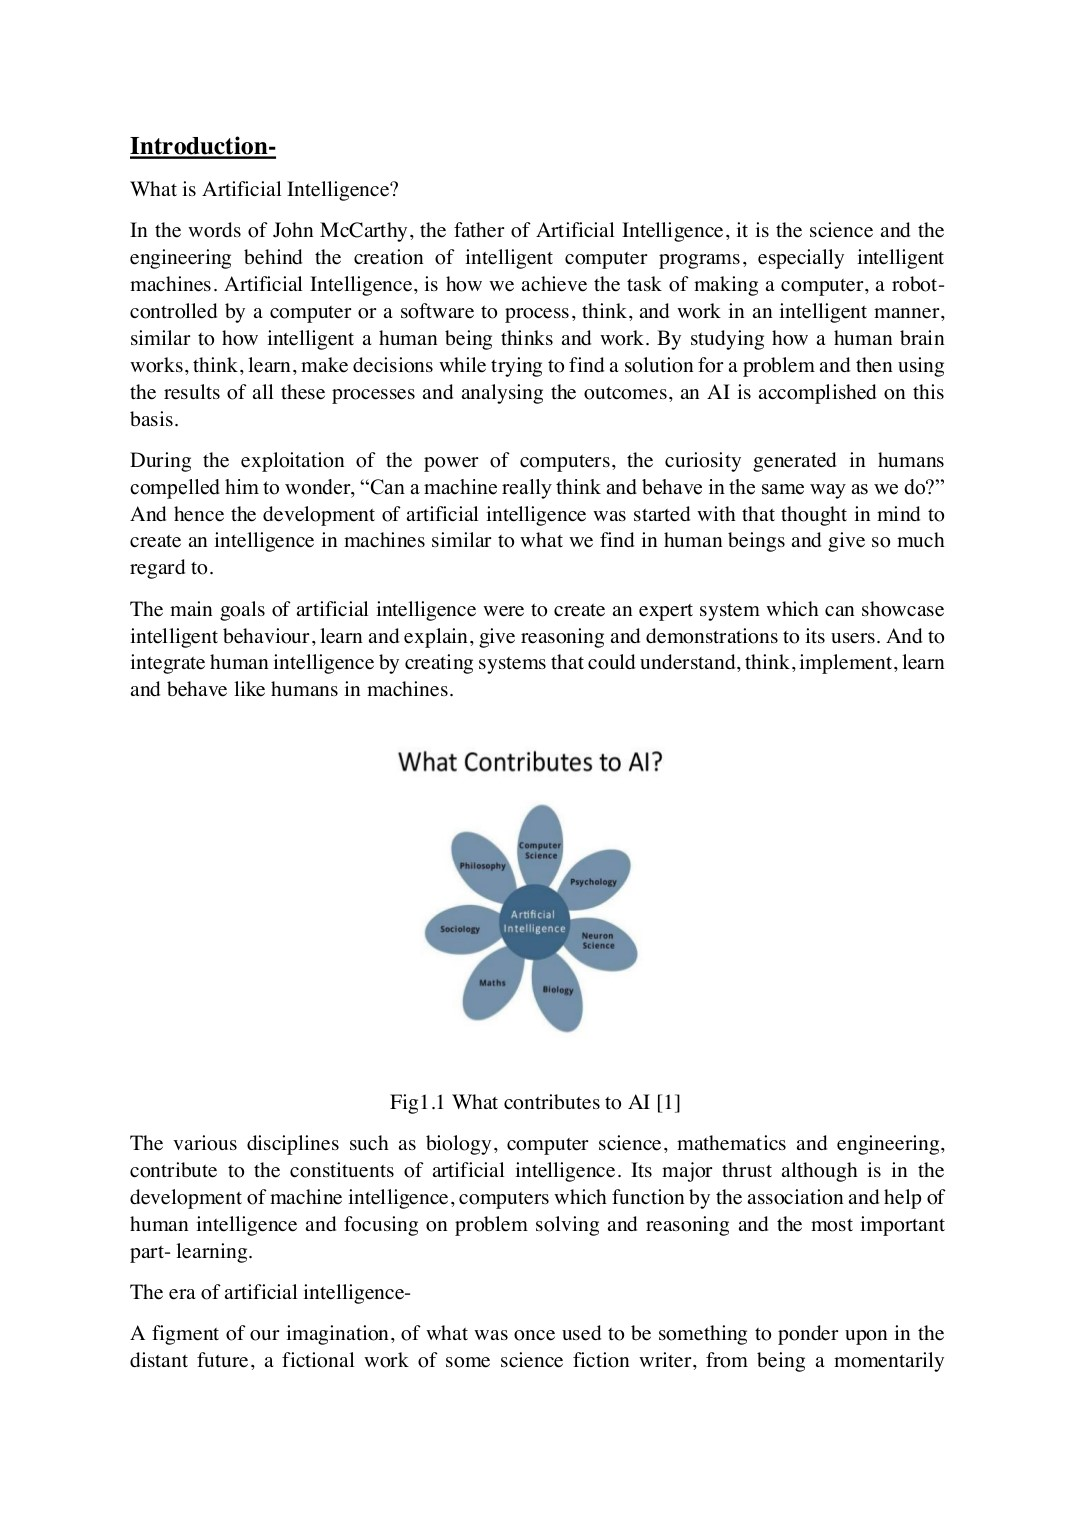 Introduction-
What is Artificial Intelligence?
In the words of John McCarthy, the father of Artificial Intelligence, it is the science and the
engineering behind the creation of intelligent computer programs, especially intelligent
machines. Artificial Intelligence, is how we achieve the task of making a computer, a robot-
controlled by a computer or a software to process, think, and work in an intelligent manner,
similar to how intelligent a human being thinks and work. By studying how a human brain
works, think, learn, make decisions while trying to find a solution for a problem and then using
the results of all these processes and analysing the outcomes, an AI is accomplished on this
basis.
During the exploitation of the power of computers, the curiosity generated in humans
compelled him to wonder, “Can a machine really think and behave in the same way as we do?”
And hence the development of artificial intelligence was started with that thought in mind to
create an intelligence in machines similar to what we find in human beings and give so much
regard to.
The main goals of artificial intelligence were to create an expert system which can showcase
intelligent behaviour, learn and explain, give reasoning and demonstrations to its users. And to
integrate human intelligence by creating systems that could understand, think, implement, learn
and behave like humans in machines.
What Contributes to AI?
Computer
Science
Philosophy
Psychology
Artificial
Intelligence
Sociology
Neuron
Science
Maths
Biology
Fig1.1 What contributes to AI [1]
The various disciplines such as biology, computer science, mathematics and engineering,
contribute to the constituents of artificial intelligence. Its major thrust although is in the
development of machine intelligence, computers which function by the association and help of
human intelligence and focusing on problem solving and reasoning and the most important
part- learning.
The era of artificial intelligence-
A figment of our imagination, of what was once used to be something to ponder upon in the
distant future, a fictional work of some science fiction writer, from being a momentarily